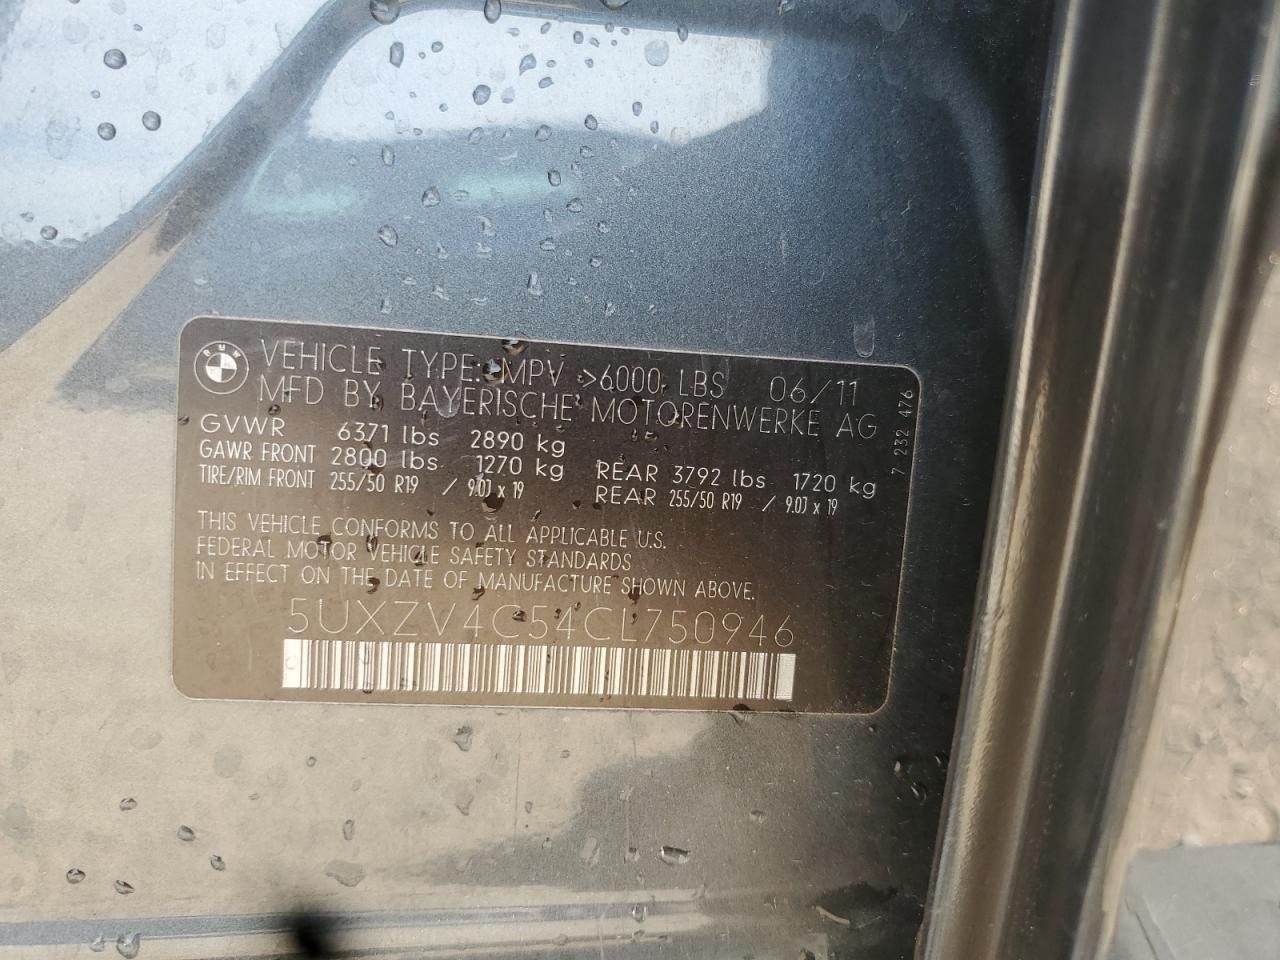 BMW
VEHICLE TYPE: MPV >6000 LBS 06/11
MFD BY BAYERISCHE MOTORENWERKE AG
GVWR 6371 lbs 2890 kg
GAWR FRONT 2800 lbs 1270 kg REAR 3792 lbs 1720 kg
TIRE/RIM FRONT 255/50 R19 / 9.0J x 19 REAR 255/50 R19 / 9.0J x 19
THIS VEHICLE CONFORMS TO ALL APPLICABLE U.S.
FEDERAL MOTOR VEHICLE SAFETY STANDARDS
IN EFFECT ON THE DATE OF MANUFACTURE SHOWN ABOVE.
5UXZV4C54CL750946
C
7 232 476